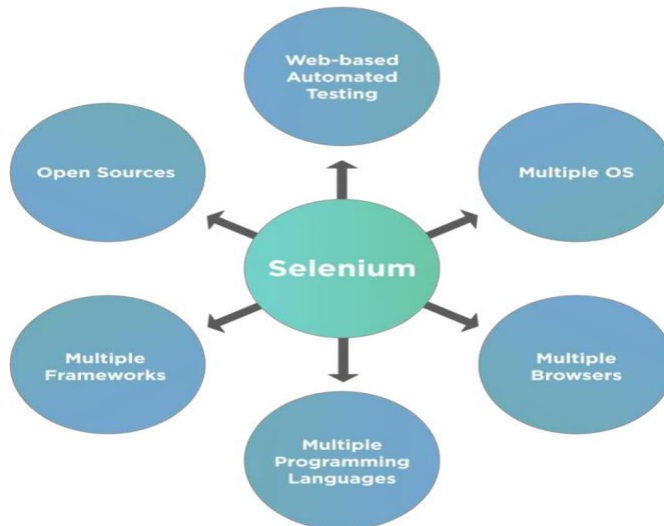 Web-based
Automated
Testing
Open Sources
Multiple OS
Selenium
Multiple
Frameworks
Multiple
Browsers
Multiple
Programming
Languages